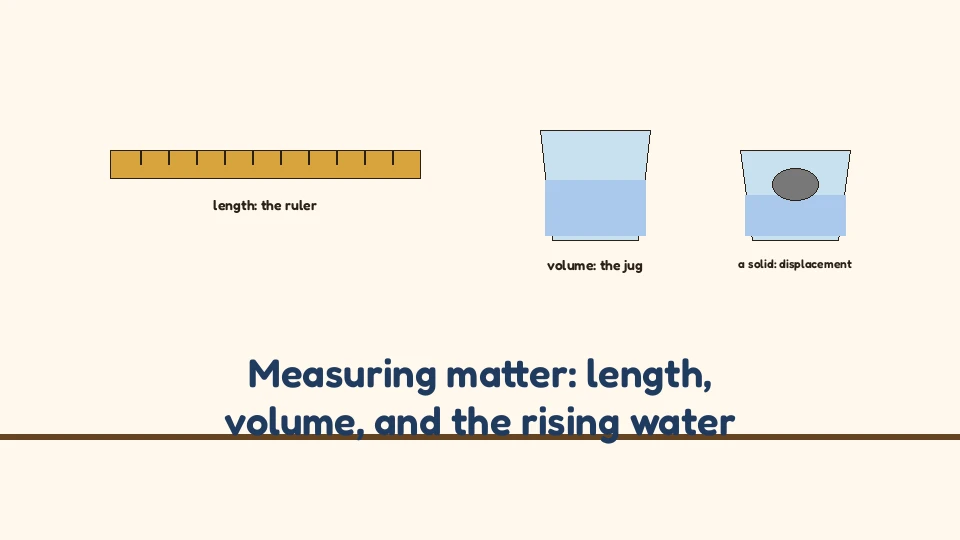 length: the ruler
volume: the jug
a solid: displacement
Measuring matter: length,
volume, and the rising water